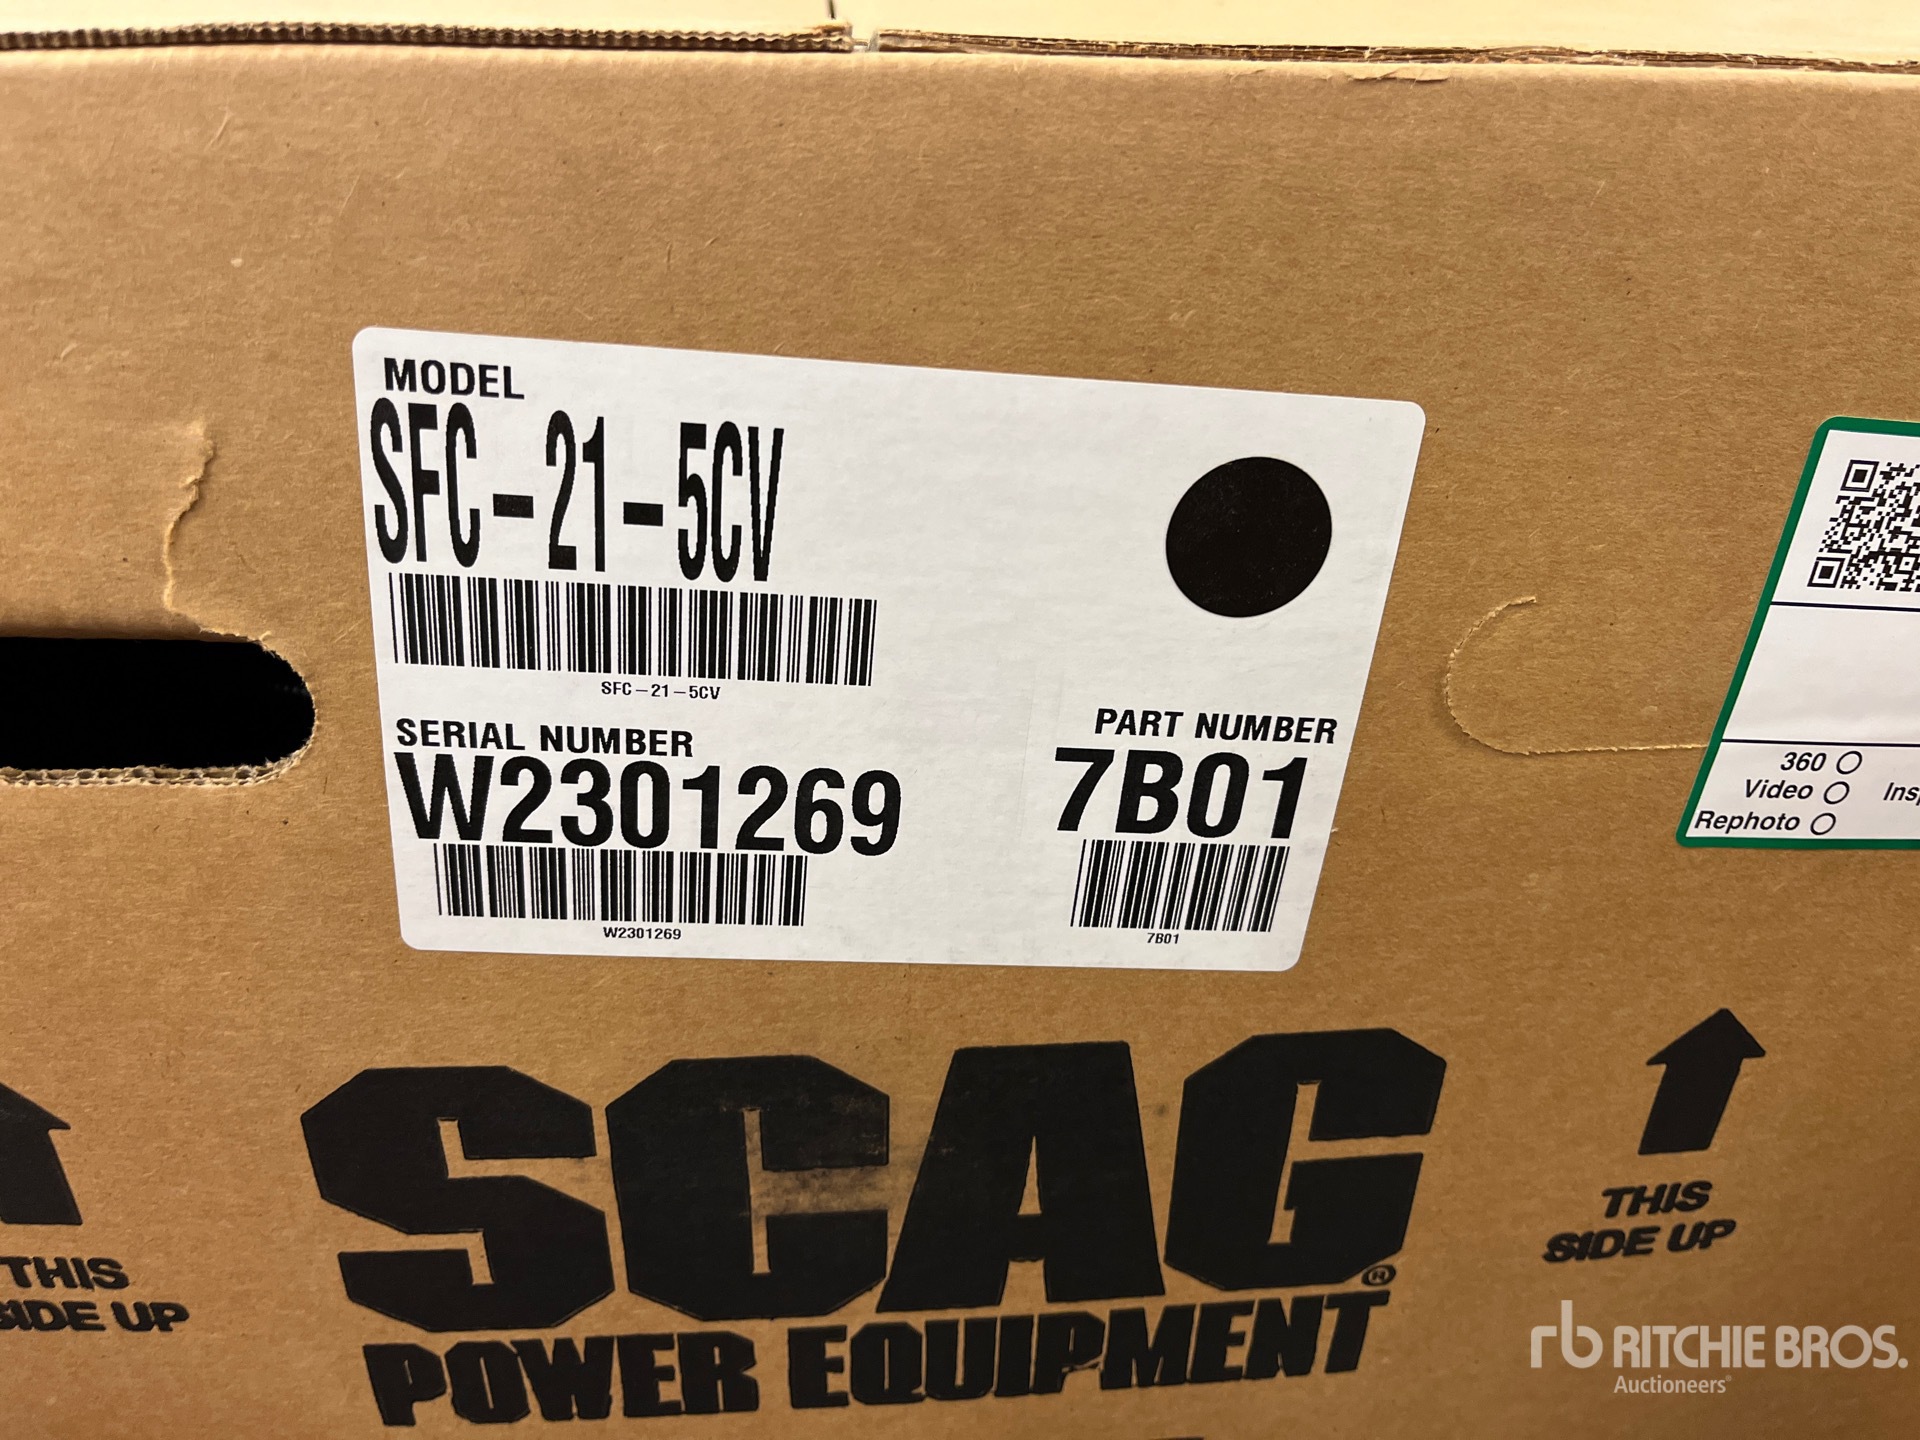 MODEL
SFC-21-5CV
SFC-21-5CV
SERIAL NUMBER
W2301269
W2301269
PART NUMBER
7B01
7B01
360
Video
Rephoto
SCAG®
POWER EQUIPMENT
THIS
SIDE UP
THIS
SIDE UP
rb RITCHIE BROS.
Auctioneers